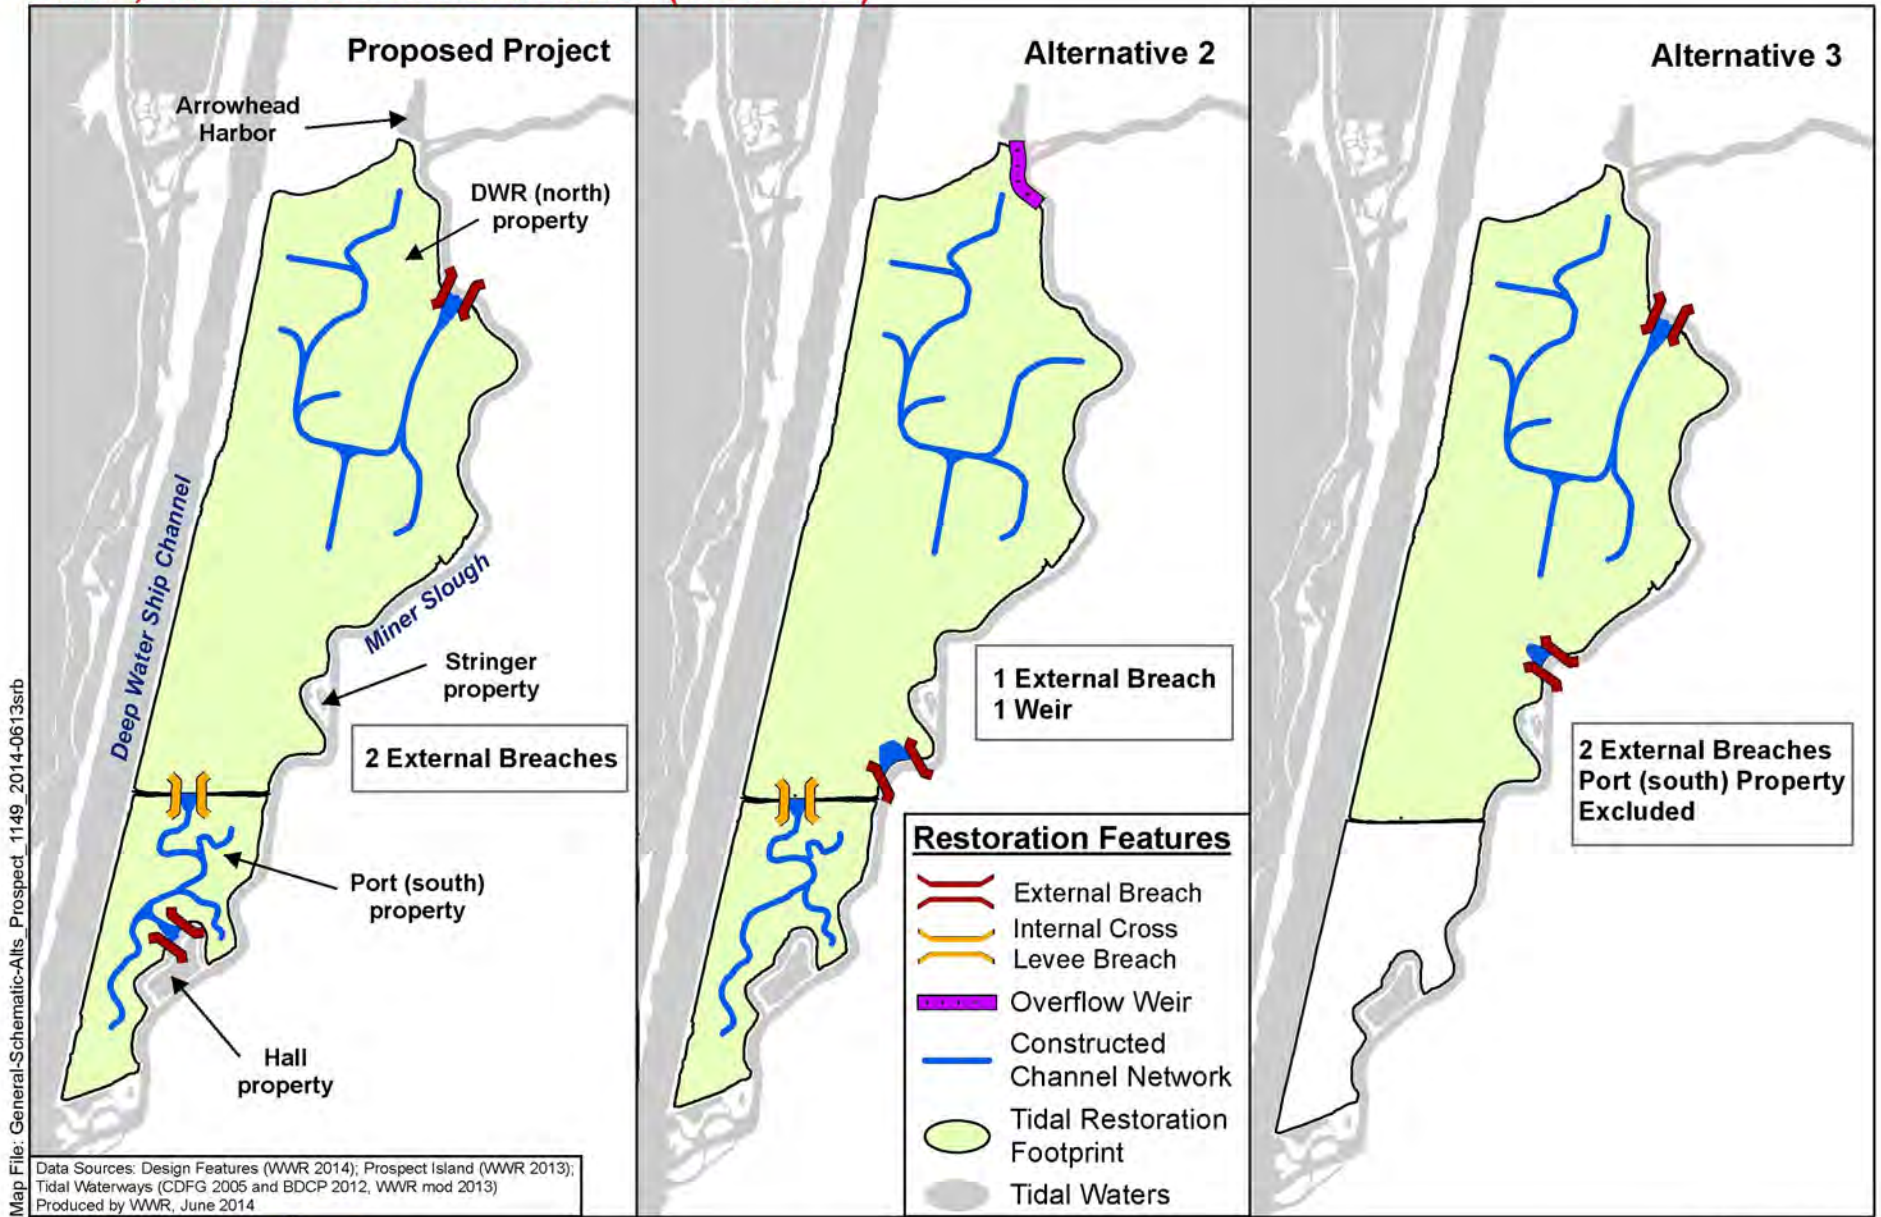 Proposed Project
Arrowhead
Harbor
DWR (north)
property
Deep Water Ship Channel
Miner Slough
Stringer
property
2 External Breaches
Port (south)
property
Hall
property
Data Sources: Design Features (WWR 2014); Prospect Island (WWR 2013);
Tidal Waterways (CDFG 2005 and BDCP 2012, WWR mod 2013)
Produced by WWR, June 2014
Map File: General-Schematic-Alts_Prospect_1149_2014-0613srb
Alternative 2
1 External Breach
1 Weir
Restoration Features
External Breach
Internal Cross
Levee Breach
Overflow Weir
Constructed
Channel Network
Tidal Restoration
Footprint
Tidal Waters
Alternative 3
2 External Breaches
Port (south) Property
Excluded